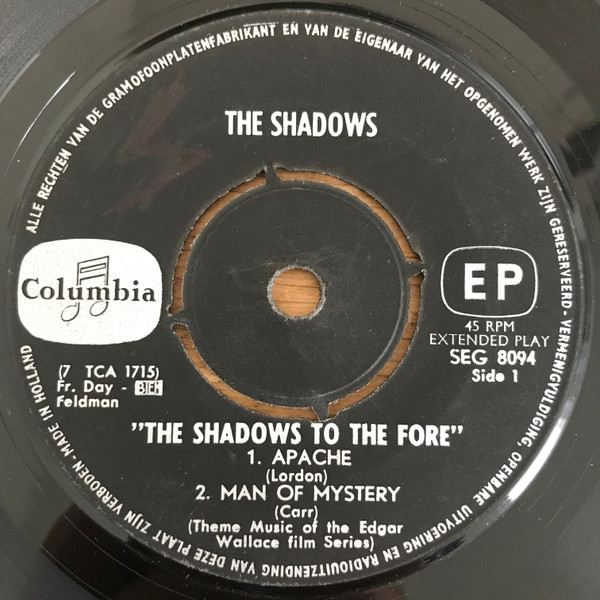 ALLE RECHTEN VAN DE GRAMOFOONPLATENFABRIKANT EN VAN DE EIGENAAR VAN HET OPGENOMEN WERK ZIJN GERESERVEERD - VERMENIGVULDIGING, OPENBARE UITVOERING EN RADIOUITZENDING VAN DEZE PLAAT ZIJN VERBODEN - MADE IN HOLLAND
THE SHADOWS
Columbia
EP
45 RPM
EXTENDED PLAY
SEG 8094
Side 1
(7 TCA 1715)
Fr. Day - BIEM
Feldman
"THE SHADOWS TO THE FORE"
1. APACHE
(Lordon)
2. MAN OF MYSTERY
(Carr)
(Theme Music of the Edgar
Wallace film Series)